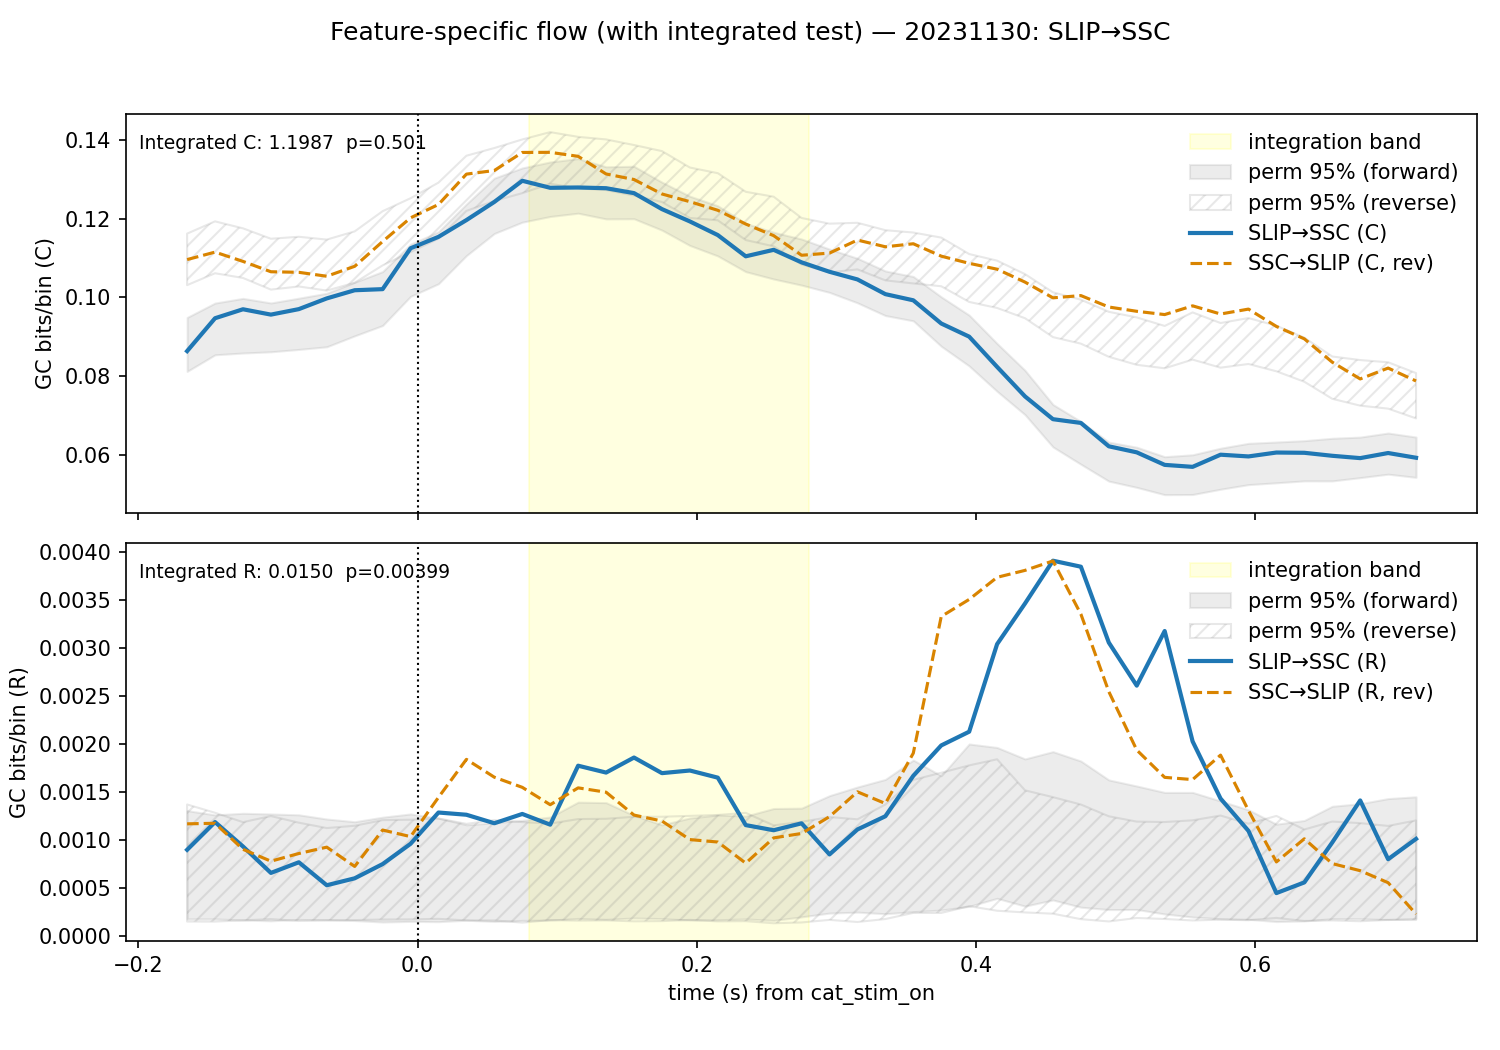 Feature-specific flow (with integrated test) — 20231130: SLIP→SSC
Integrated C: 1.1987  p=0.501
integration band
perm 95% (forward)
perm 95% (reverse)
SLIP→SSC (C)
SSC→SLIP (C, rev)
GC bits/bin (C)
0.14
0.12
0.10
0.08
0.06
Integrated R: 0.0150  p=0.00399
integration band
perm 95% (forward)
perm 95% (reverse)
SLIP→SSC (R)
SSC→SLIP (R, rev)
GC bits/bin (R)
0.0040
0.0035
0.0030
0.0025
0.0020
0.0015
0.0010
0.0005
0.0000
−0.2
0.0
0.2
0.4
0.6
time (s) from cat_stim_on